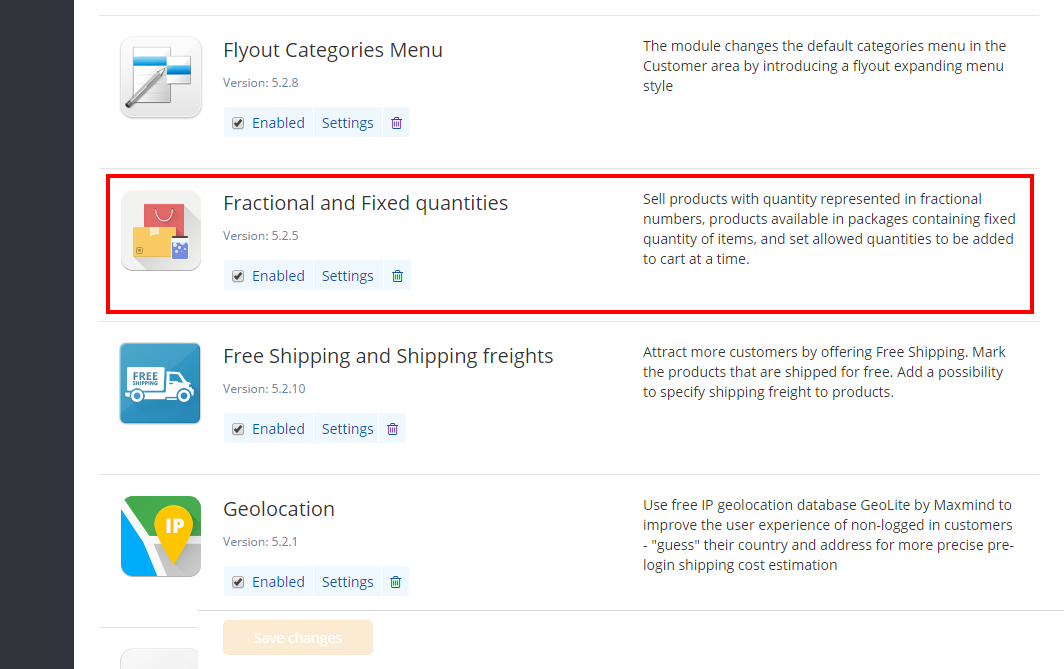 Flyout Categories Menu
Version: 5.2.8
Enabled Settings
The module changes the default categories menu in the
Customer area by introducing a flyout expanding menu
style
Fractional and Fixed quantities
Version: 5.2.5
Enabled Settings
Sell products with quantity represented in fractional
numbers, products available in packages containing fixed
quantity of items, and set allowed quantities to be added
to cart at a time.
FREE
SHIPPING
Free Shipping and Shipping freights
Version: 5.2.10
Enabled Settings
Attract more customers by offering Free Shipping. Mark
the products that are shipped for free. Add a possibility
to specify shipping freight to products.
IP
Geolocation
Version: 5.2.1
Enabled Settings
Use free IP geolocation database GeoLite by Maxmind to
improve the user experience of non-logged in customers
- "guess" their country and address for more precise pre-
login shipping cost estimation
Save changes